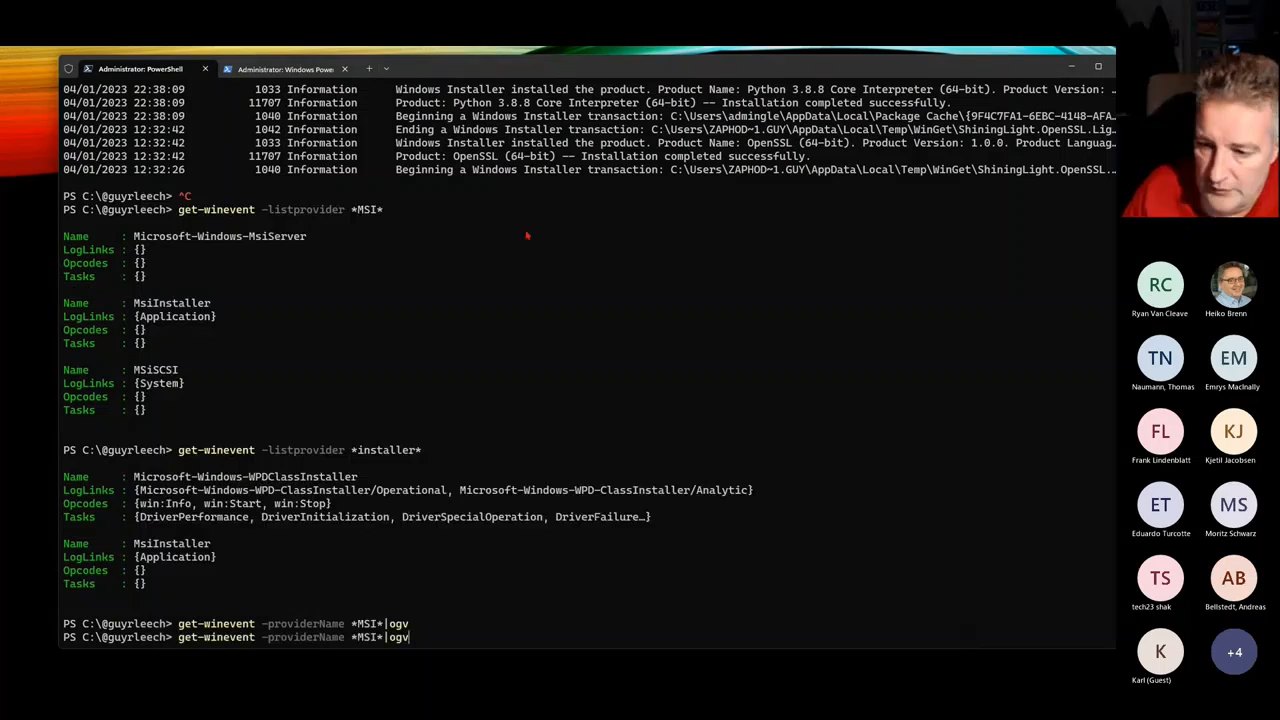 Administrator: PowerShell
Administrator: Windows Powe
04/01/2023 22:38:09 1033 Information Windows Installer installed the product. Product Name: Python 3.8.8 Core Interpreter (64-bit). Product Version: …
04/01/2023 22:38:09 11707 Information Product: Python 3.8.8 Core Interpreter (64-bit) -- Installation completed successfully.
04/01/2023 22:38:09 1040 Information Beginning a Windows Installer transaction: C:\Users\admingle\AppData\Local\Package Cache\{9F4C7FA1-6EBC-4148-AFA…
04/01/2023 12:32:42 1042 Information Ending a Windows Installer transaction: C:\Users\ZAPHOD~1.GUY\AppData\Local\Temp\WinGet\ShiningLight.OpenSSL.Lig…
04/01/2023 12:32:42 1033 Information Windows Installer installed the product. Product Name: OpenSSL (64-bit). Product Version: 1.0.0. Product Languag…
04/01/2023 12:32:42 11707 Information Product: OpenSSL (64-bit) -- Installation completed successfully.
04/01/2023 12:32:26 1040 Information Beginning a Windows Installer transaction: C:\Users\ZAPHOD~1.GUY\AppData\Local\Temp\WinGet\ShiningLight.OpenSSL…
PS C:\@guyrleech> ^C
PS C:\@guyrleech> get-winevent -listprovider *MSI*
Name : Microsoft-Windows-MsiServer
LogLinks : {}
Opcodes : {}
Tasks : {}
Name : MsiInstaller
LogLinks : {Application}
Opcodes : {}
Tasks : {}
Name : MSiSCSI
LogLinks : {System}
Opcodes : {}
Tasks : {}
PS C:\@guyrleech> get-winevent -listprovider *installer*
Name : Microsoft-Windows-WPDClassInstaller
LogLinks : {Microsoft-Windows-WPD-ClassInstaller/Operational, Microsoft-Windows-WPD-ClassInstaller/Analytic}
Opcodes : {win:Info, win:Start, win:Stop}
Tasks : {DriverPerformance, DriverInitialization, DriverSpecialOperation, DriverFailure…}
Name : MsiInstaller
LogLinks : {Application}
Opcodes : {}
Tasks : {}
PS C:\@guyrleech> get-winevent -providerName *MSI*|ogv
PS C:\@guyrleech> get-winevent -providerName *MSI*|ogv
RC
Ryan Van Cleave
Heiko Brenn
TN
Naumann, Thomas
EM
Emrys MacInally
FL
Frank Lindenblatt
KJ
Kjetil Jacobsen
ET
Eduardo Turcotte
MS
Moritz Schwarz
TS
tech23 shak
AB
Bellstedt, Andreas
K
Karl (Guest)
+4